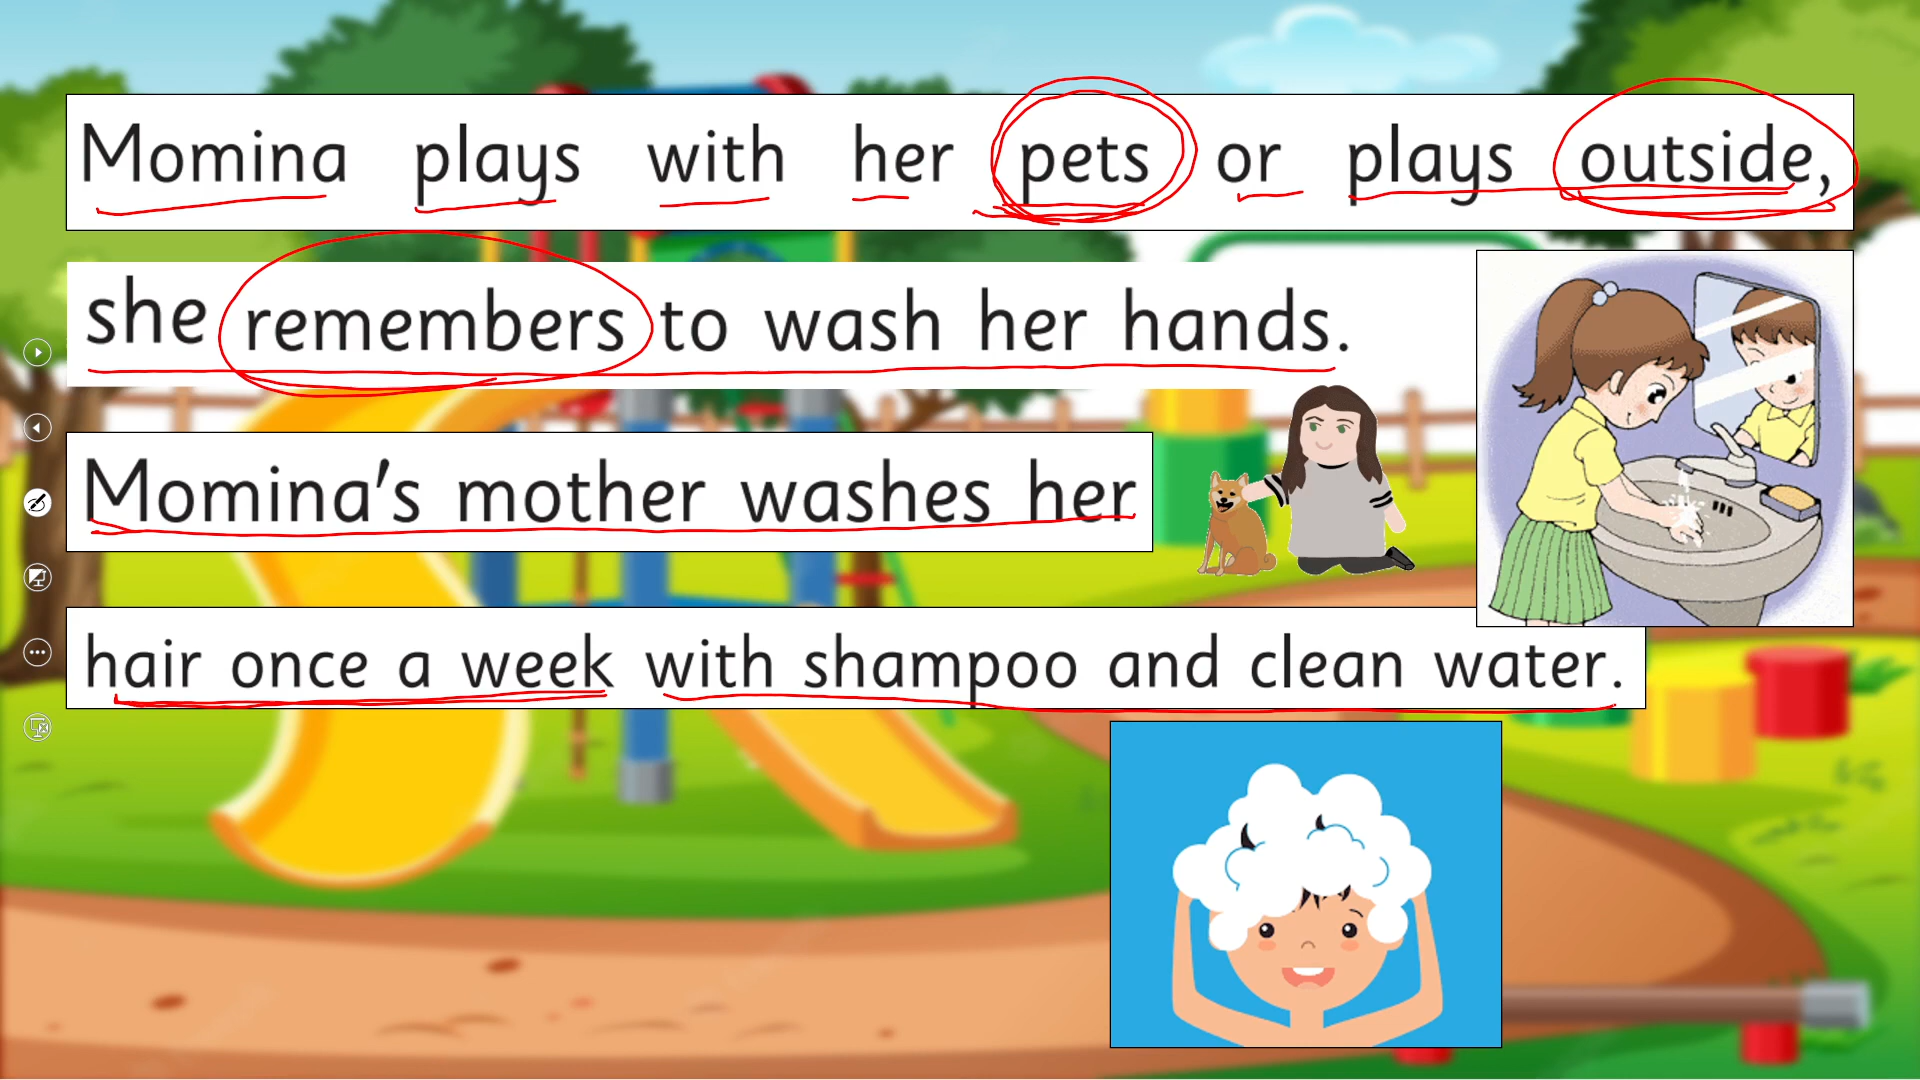 Momina plays with her pets or plays outside,
she remembers to wash her hands.
Momina's mother washes her
hair once a week with shampoo and clean water.